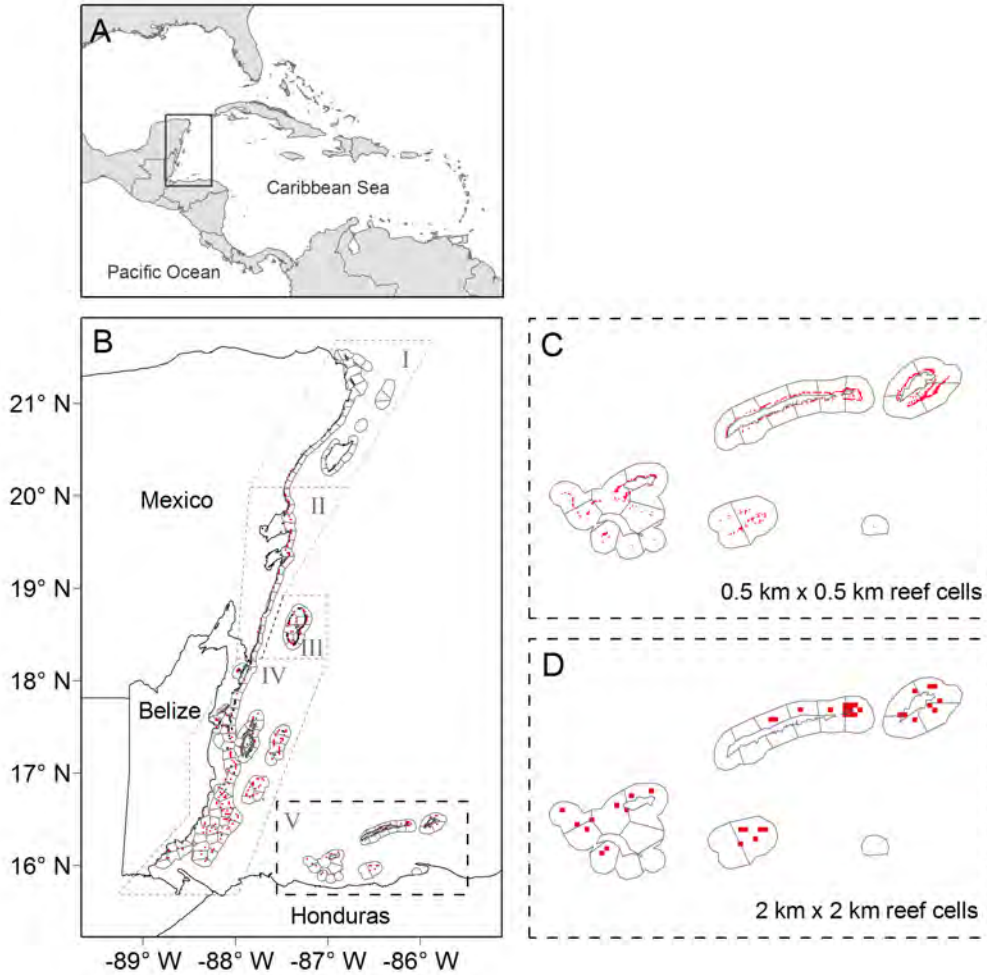 A
Caribbean Sea
Pacific Ocean
B
I
21° N
20° N
Mexico
II
19° N
III
18° N
IV
Belize
17° N
V
16° N
Honduras
-89° W -88° W -87° W -86° W
C
0.5 km x 0.5 km reef cells
D
2 km x 2 km reef cells